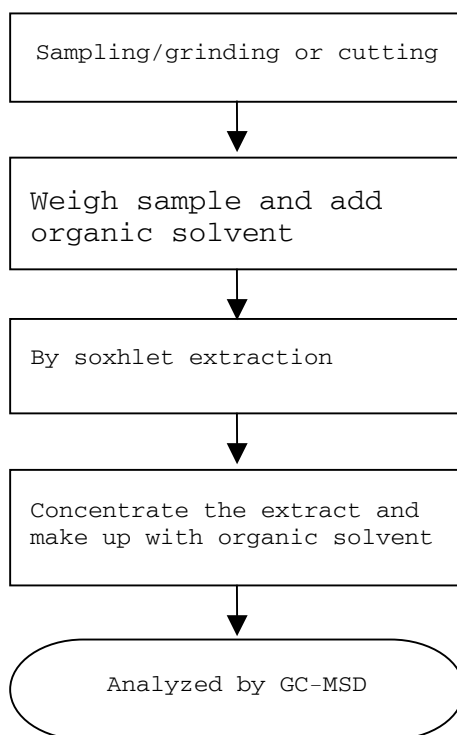 Sampling/grinding or cutting
Weigh sample and add
organic solvent
By soxhlet extraction
Concentrate the extract and
make up with organic solvent
Analyzed by GC-MSD